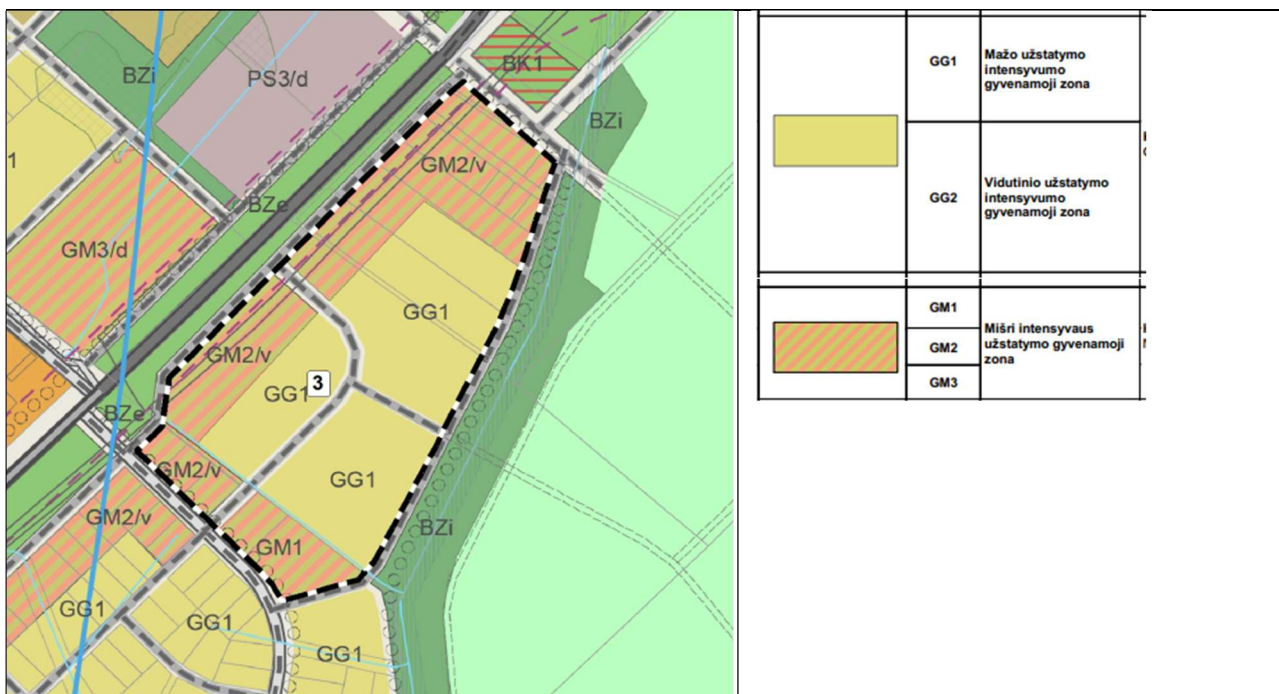 BZi
PS3/d
BK1
BZi
GM2/v
1
BZe
GM3/d
GG1
GM2/v
3
GG1
BZe
GM2/v
GG1
GM2/v
BZi
GM1
GG1
GG1
GG1
GG1
Mažo užstatymo
intensyvumo
gyvenamoji zona
GG2
Vidutinio užstatymo
intensyvumo
gyvenamoji zona
GM1
GM2
GM3
Mišri intensyvaus
užstatymo gyvenamoji
zona